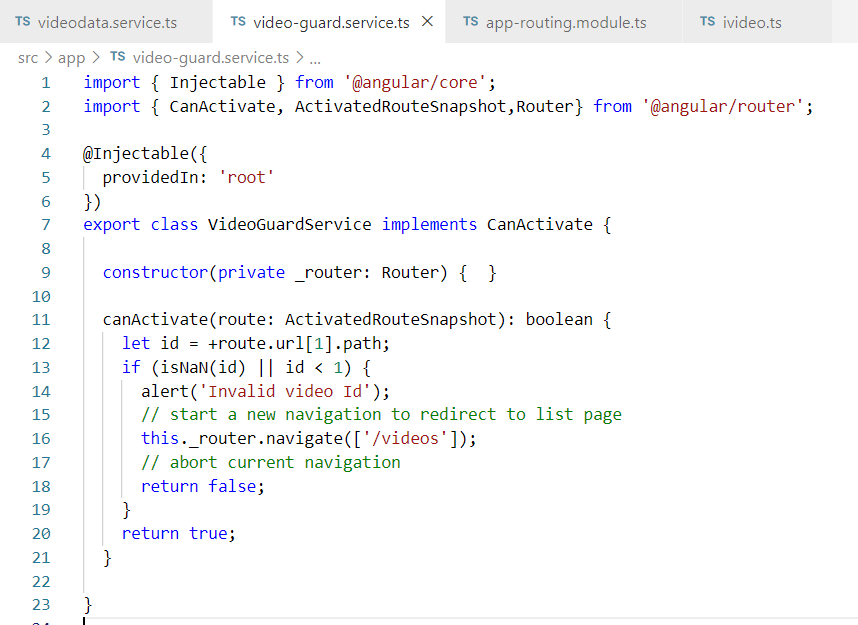 TS videodata.service.ts TS video-guard.service.ts × TS app-routing.module.ts TS ivideo.ts
src > app > TS video-guard.service.ts > ...
1 import { Injectable } from '@angular/core';
2 import { CanActivate, ActivatedRouteSnapshot,Router} from '@angular/router';
3
4 @Injectable({
5 providedIn: 'root'
6 })
7 export class VideoGuardService implements CanActivate {
8
9 constructor(private _router: Router) {  }
10
11 canActivate(route: ActivatedRouteSnapshot): boolean {
12 let id = +route.url[1].path;
13 if (isNaN(id) || id < 1) {
14 alert('Invalid video Id');
15 // start a new navigation to redirect to list page
16 this._router.navigate(['/videos']);
17 // abort current navigation
18 return false;
19 }
20 return true;
21 }
22
23 }